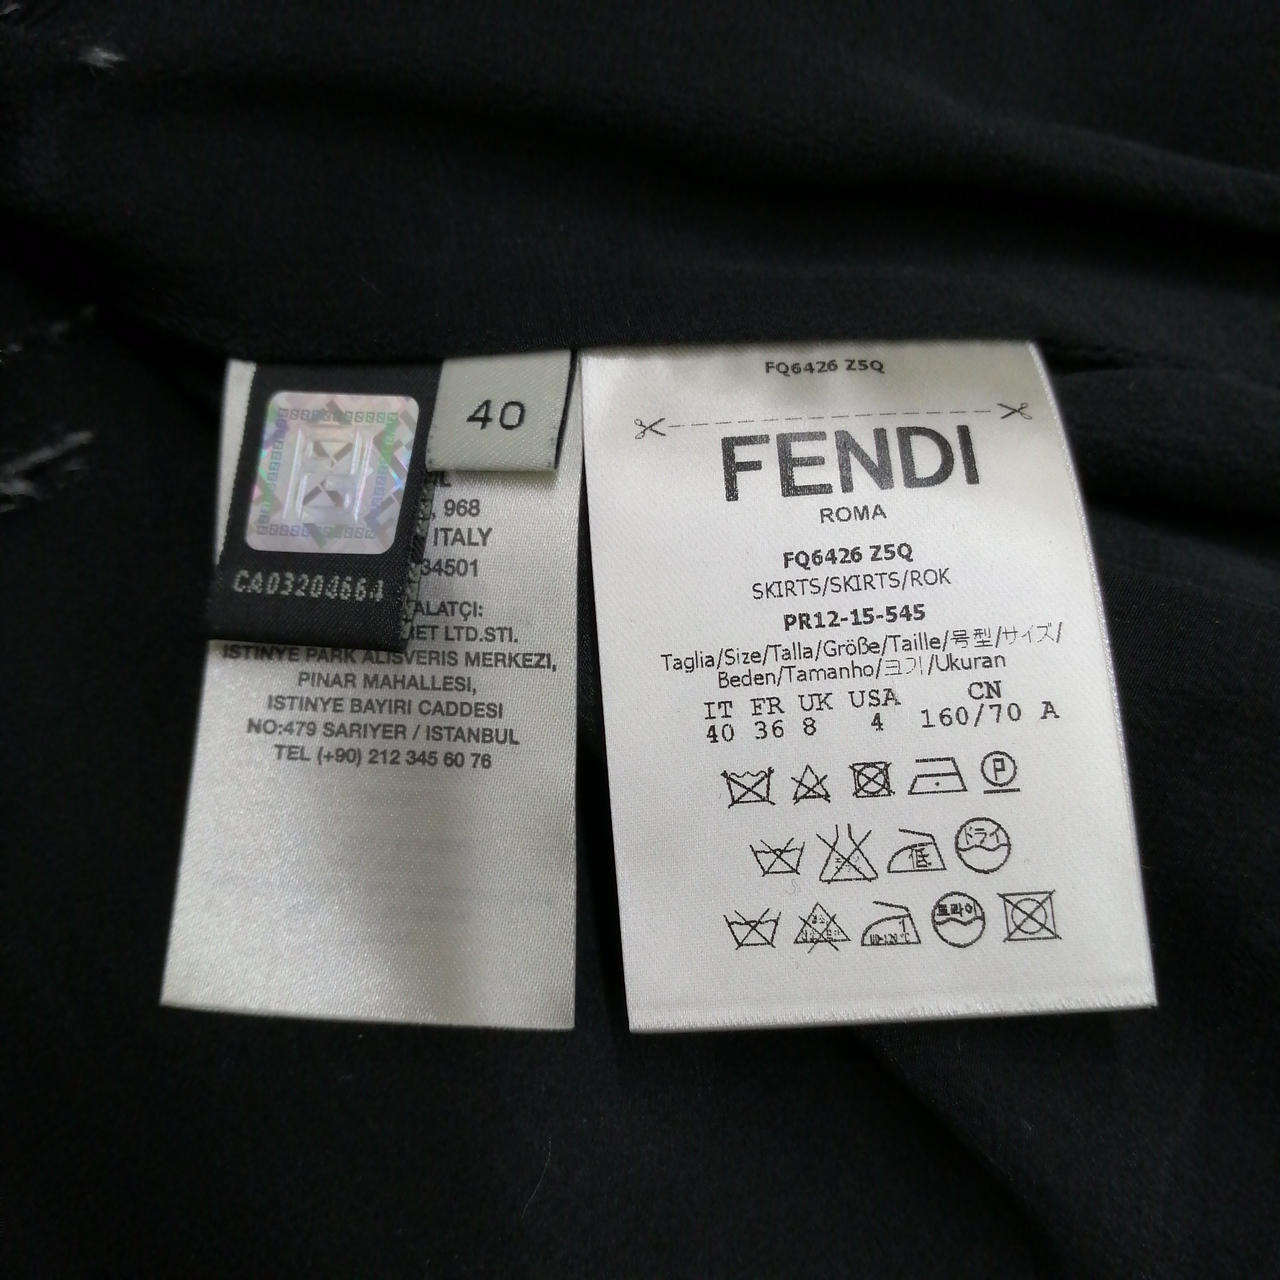 40
, 968
ITALY
34501
ALATÇI:
LTD.STI.
ISTINYE PARK ALISVERIS MERKEZI,
PINAR MAHALLESI,
ISTINYE BAYIRI CADDESI
NO:479 SARIYER / ISTANBUL
TEL (+90) 212 345 60 76
CA03204664
FQ6426 Z5Q
FENDI
ROMA
FQ6426 Z5Q
SKIRTS/SKIRTS/ROK
PR12-15-545
Taglia/Size/Talla/Größe/Taille/号型/サイズ/
Beden/Tamanho/크기/Ukuran
IT FR UK USA CN
40 36 8 4 160/70 A
P
低 ドライ
드라이